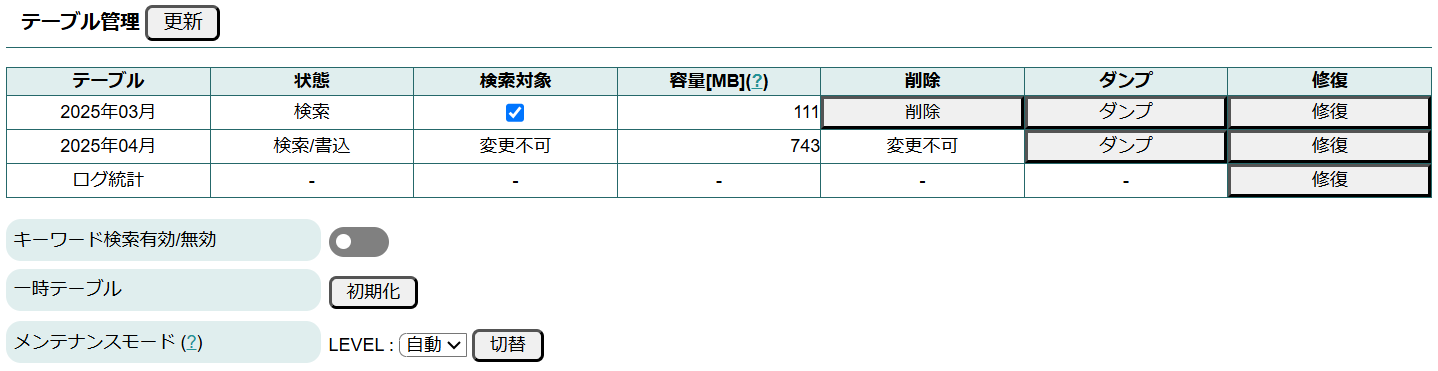 テーブル管理 更新
テーブル 状態 検索対象 容量[MB](?) 削除 ダンプ 修復
2025年03月 検索 111 削除 ダンプ 修復
2025年04月 検索/書込 変更不可 743 変更不可 ダンプ 修復
ログ統計 - - - - - 修復
キーワード検索有効/無効
一時テーブル 初期化
メンテナンスモード (?) LEVEL : 自動 切替